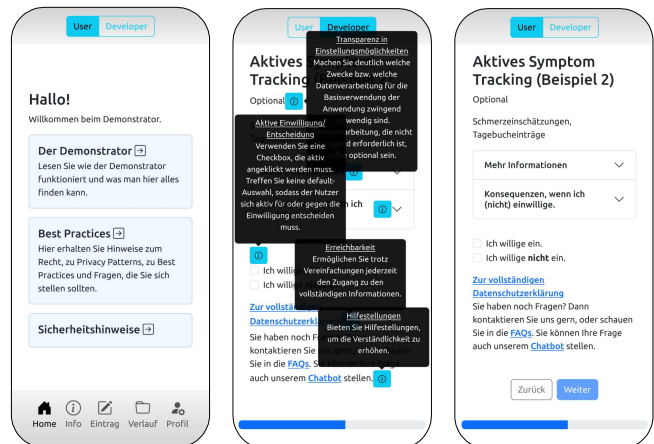 User Developer
Hallo!
Willkommen beim Demonstrator.
Der Demonstrator
Lesen Sie wie der Demonstrator
funktioniert und was man hier alles
finden kann.
Best Practices
Hier erhalten Sie Hinweise zum
Recht, zu Privacy Patterns, zu Best
Practices und Fragen, die Sie sich
stellen sollten.
Sicherheitshinweise
Home Info Eintrag Verlauf Profil
User Developer
Aktives
Tracking
Optional
Transparenz in
Einstellungsmöglichkeiten
Machen Sie deutlich welche
Zwecke bzw. welche
Datenverarbeitung für die
Basisverwendung der
Anwendung zwingend
sind.
die nicht
erforderlich ist,
optional sein.
Aktive Einwilligung/
Entscheidung
Verwenden Sie eine
Checkbox, die aktiv
angeklickt werden muss.
Treffen Sie keine default-
Auswahl, sodass der Nutzer
sich aktiv für oder gegen die
Einwilligung entscheiden
muss.
ich
Erreichbarkeit
Ermöglichen Sie trotz
Vereinfachungen jederzeit
den Zugang zu den
vollständigen Informationen.
Ich
Ich
Zur
Datenschutzerklärung
Hilfestellungen
Bieten Sie Hilfestellungen,
um die Verständlichkeit zu
erhöhen.
Sie haben noch
kontaktieren Sie
Sie in die FAQs.
auch unserem Chatbot stellen.
User Developer
Aktives Symptom
Tracking (Beispiel 2)
Optional
Schmerzeinschätzungen,
Tagebucheinträge
Mehr Informationen
Konsequenzen, wenn ich
(nicht) einwillige.
Ich willige ein.
Ich willige nicht ein.
Zur vollständigen
Datenschutzerklärung
Sie haben noch Fragen? Dann
kontaktieren Sie uns gern, oder schauen
Sie in die FAQs. Sie können Ihre Frage
auch unserem Chatbot stellen.
Zurück Weiter